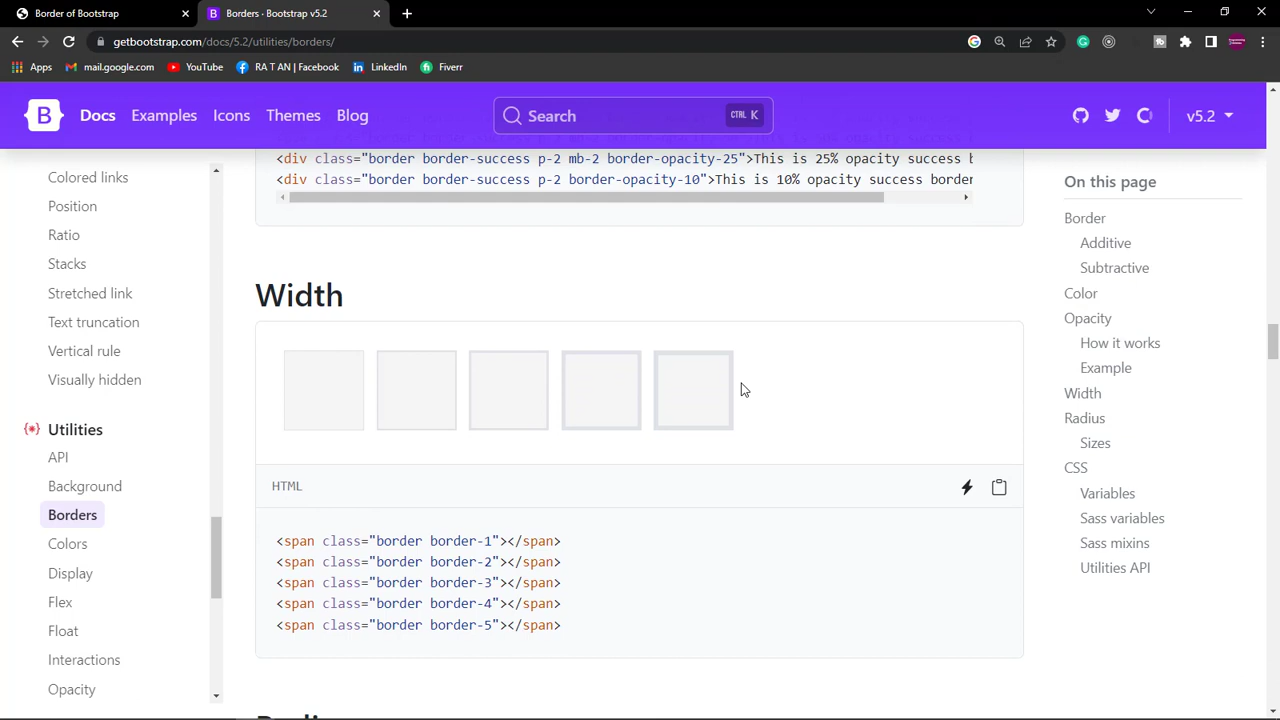 Border of Bootstrap
Borders · Bootstrap v5.2
getbootstrap.com/docs/5.2/utilities/borders/
Apps
mail.google.com
YouTube
RA T AN | Facebook
LinkedIn
Fiverr
B
Docs
Examples
Icons
Themes
Blog
Search
CTRL K
v5.2
Colored links
Position
Ratio
Stacks
Stretched link
Text truncation
Vertical rule
Visually hidden
Utilities
API
Background
Borders
Colors
Display
Flex
Float
Interactions
Opacity
<div class="border border-success p-2 mb-2 border-opacity-25">This is 25% opacity success b
<div class="border border-success p-2 border-opacity-10">This is 10% opacity success border
Width
HTML
<span class="border border-1"></span>
<span class="border border-2"></span>
<span class="border border-3"></span>
<span class="border border-4"></span>
<span class="border border-5"></span>
On this page
Border
Additive
Subtractive
Color
Opacity
How it works
Example
Width
Radius
Sizes
CSS
Variables
Sass variables
Sass mixins
Utilities API